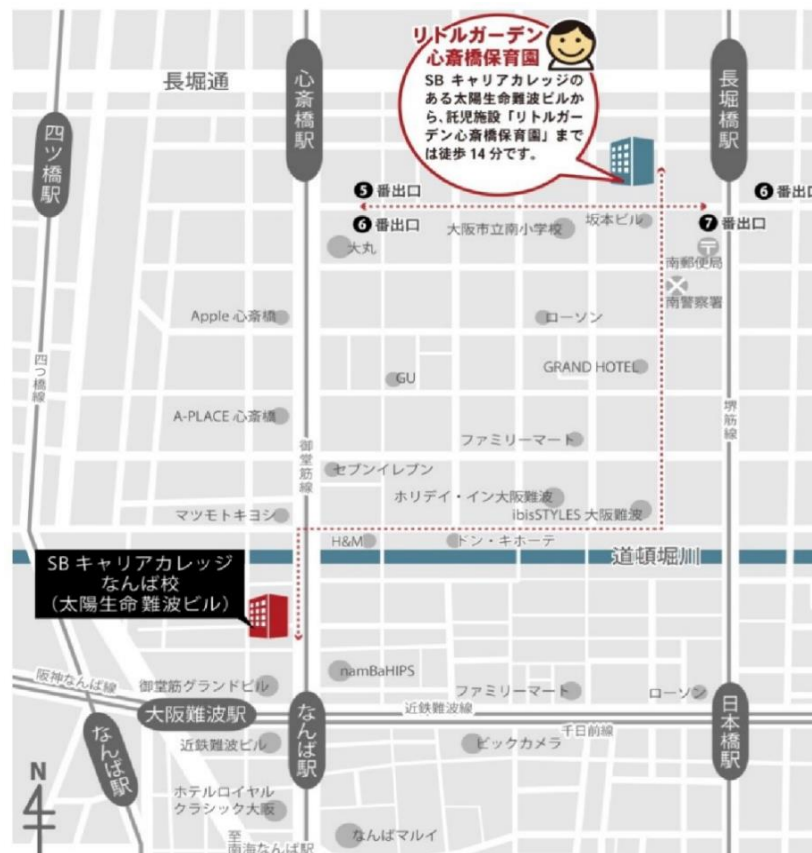 リトルガーデン
心斎橋保育園
SB キャリアカレッジの
ある太陽生命難波ビルか
ら、託児施設「リトルガー
デン心斎橋保育園」まで
は徒歩 14 分です。
長堀通
心斎橋駅
長堀橋駅
四ツ橋駅
❺ 番出口
❻ 番出口
❻ 番出口
❼ 番出口
大丸
大阪市立南小学校
坂本ビル
南郵便局
南警察署
Apple 心斎橋
ローソン
四つ橋線
GU
GRAND HOTEL
A-PLACE 心斎橋
御堂筋線
堺筋線
ファミリーマート
セブンイレブン
ホリデイ・イン大阪難波
マツモトキヨシ
ibisSTYLES 大阪難波
H&M
ドン・キホーテ
道頓堀川
SB キャリアカレッジ
なんば校
(太陽生命 難波ビル)
阪神なんば線
御堂筋グランドビル
namBaHIPS
ファミリーマート
ローソン
大阪難波駅
近鉄難波線
千日前線
なんば駅
なんば駅
日本橋駅
近鉄難波ビル
ビックカメラ
N
ホテルロイヤル
クラシック大阪
至
南海なんば駅
なんばマルイ